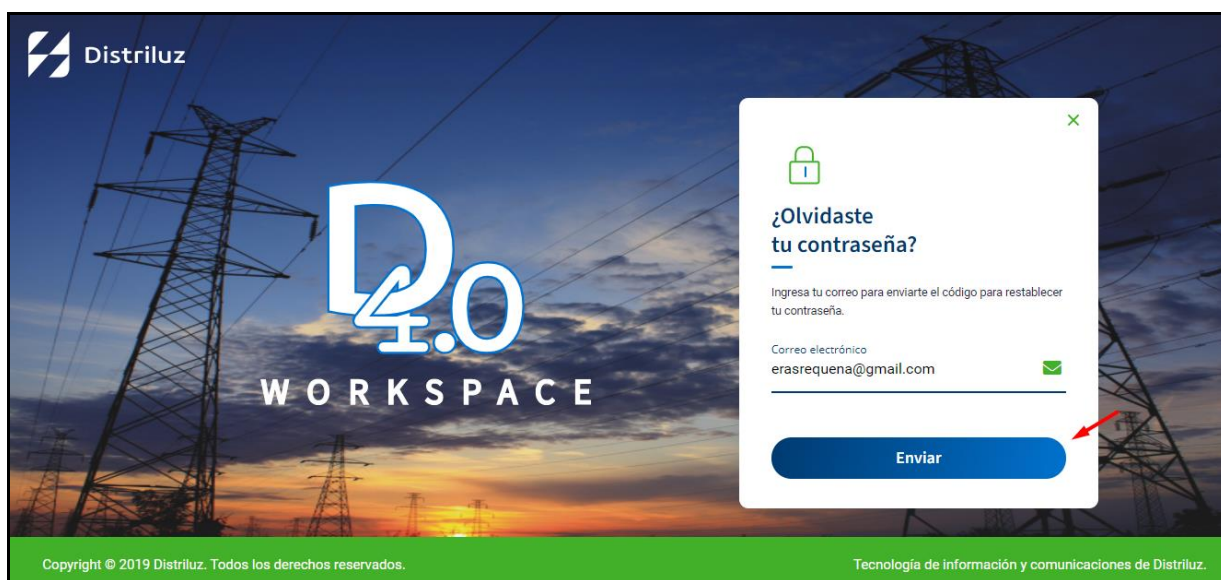 Distriluz
D4.0
WORKSPACE
¿Olvidaste
tu contraseña?
Ingresa tu correo para enviarte el código para restablecer
tu contraseña.
Correo electrónico
erasrequena@gmail.com
Enviar
Copyright © 2019 Distriluz. Todos los derechos reservados.
Tecnología de información y comunicaciones de Distriluz.